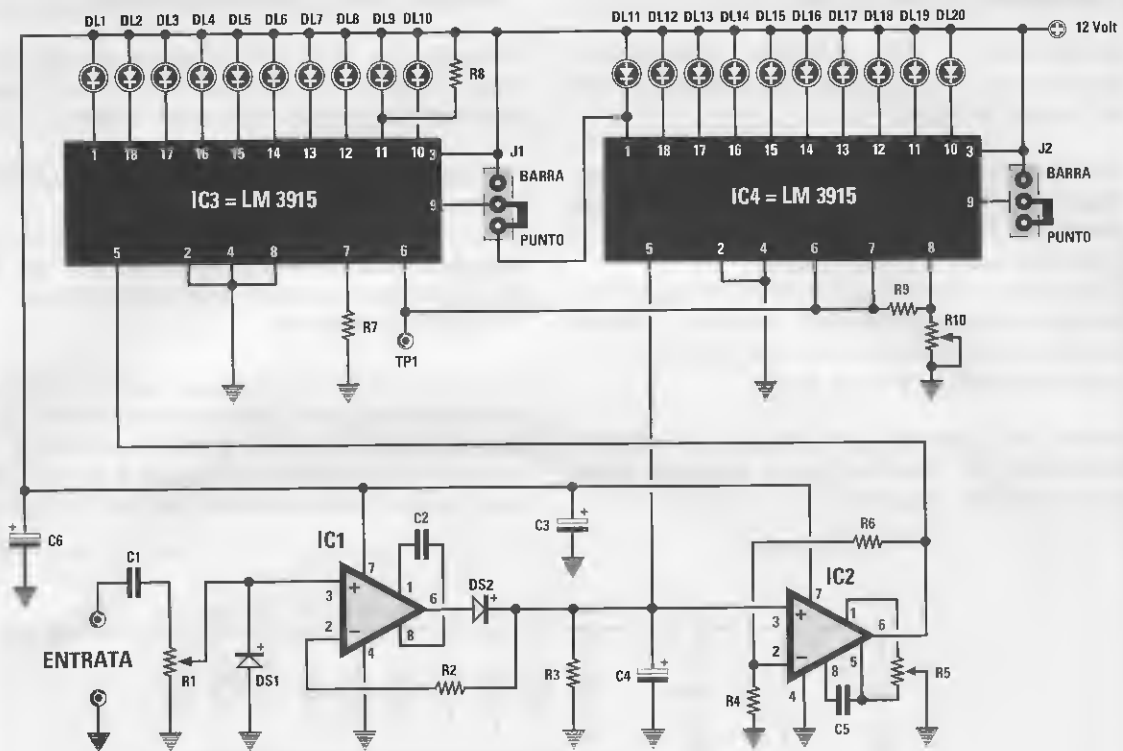 DL1 DL2 DL3 DL4 DL5 DL6 DL7 DL8 DL9 DL10 DL11 DL12 DL13 DL14 DL15 DL16 DL17 DL18 DL19 DL20
12 Volt
R8
1 18 17 16 15 14 13 12 11 10 3 J1 1 18 17 16 15 14 13 12 11 10 3 J2
BARRA BARRA
IC3 = LM 3915 IC4 = LM 3915
9 9
PUNTO PUNTO
5 2 4 8 7 6 5 2 4 6 7 8
R9
R7 R10
TP1
C6 + C2 C3 + R6
IC1 IC2
C1 7 1 DS2 + 7 1
3 + 6 3 + 6
2 - 8 2 - 8 5
ENTRATA 4 4
R1 DS1 + R2 R3 C4 + R4 C5 R5